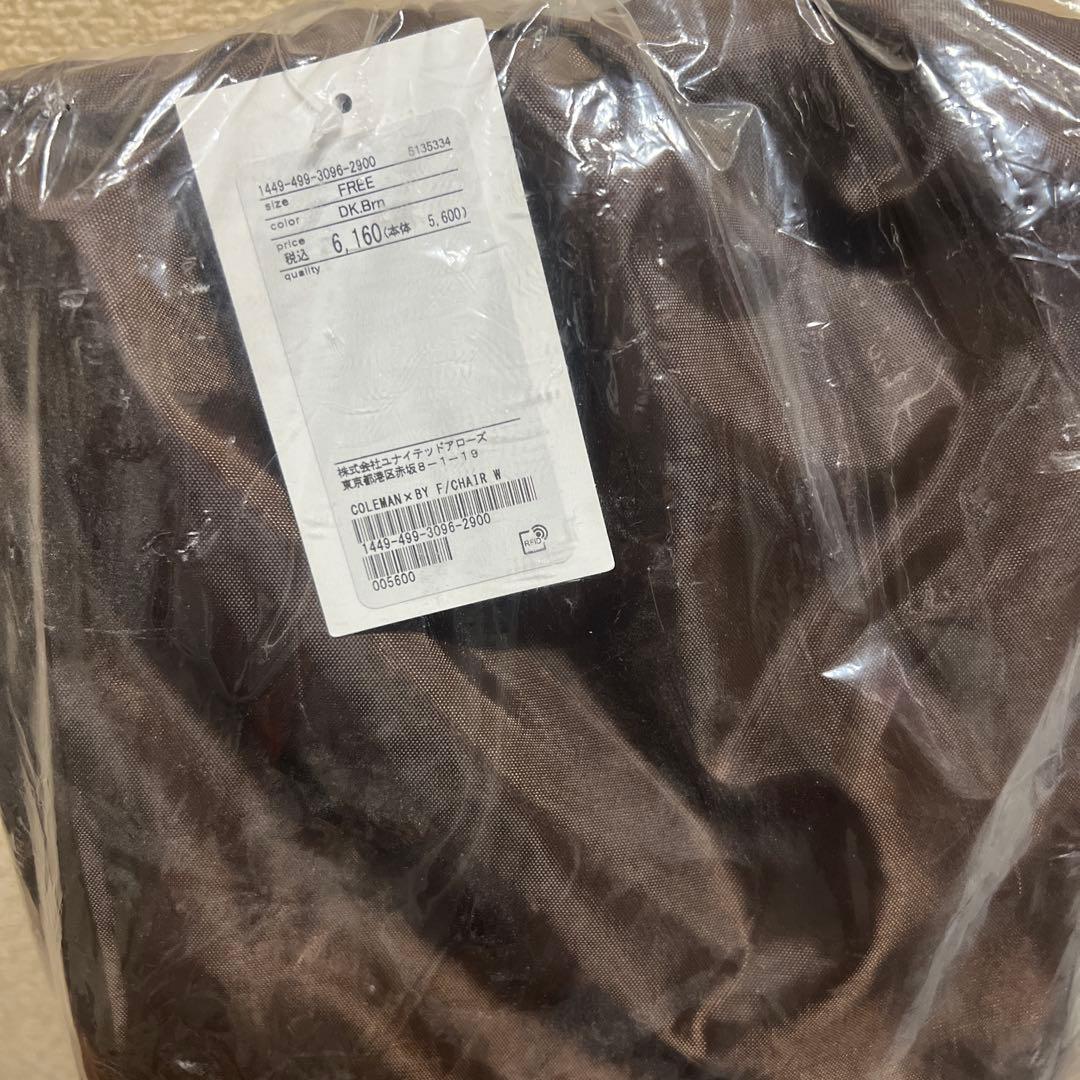 1449-499-3096-2900 S135334
size FREE
color DK.Brn
price
税込 6,160(本体 5,600)
quality
株式会社ユナイテッドアローズ
東京都港区赤坂8-1-19
COLEMAN×BY F/CHAIR W
1449-499-3096-2900
005600
RFID